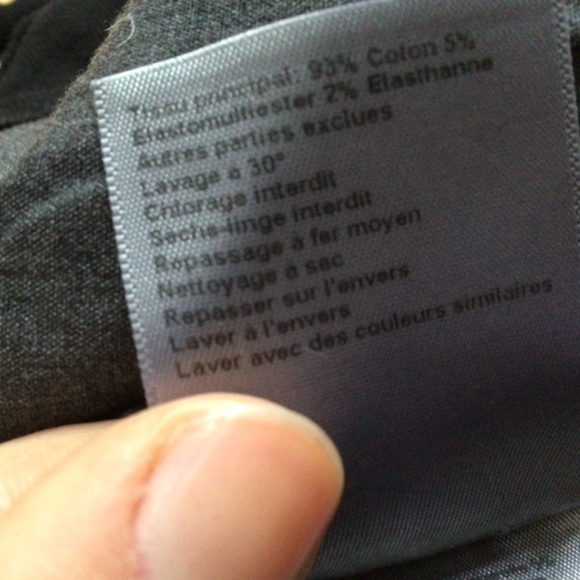 Tissu principal: 93% Coton 5%
Elastomultiester 2% Elasthanne
Autres parties exclues
Lavage à 30°
Chlorage interdit
Sèche-linge interdit
Repassage à fer moyen
Nettoyage à sec
Repasser sur l'envers
Laver à l'envers
Laver avec des couleurs similaires